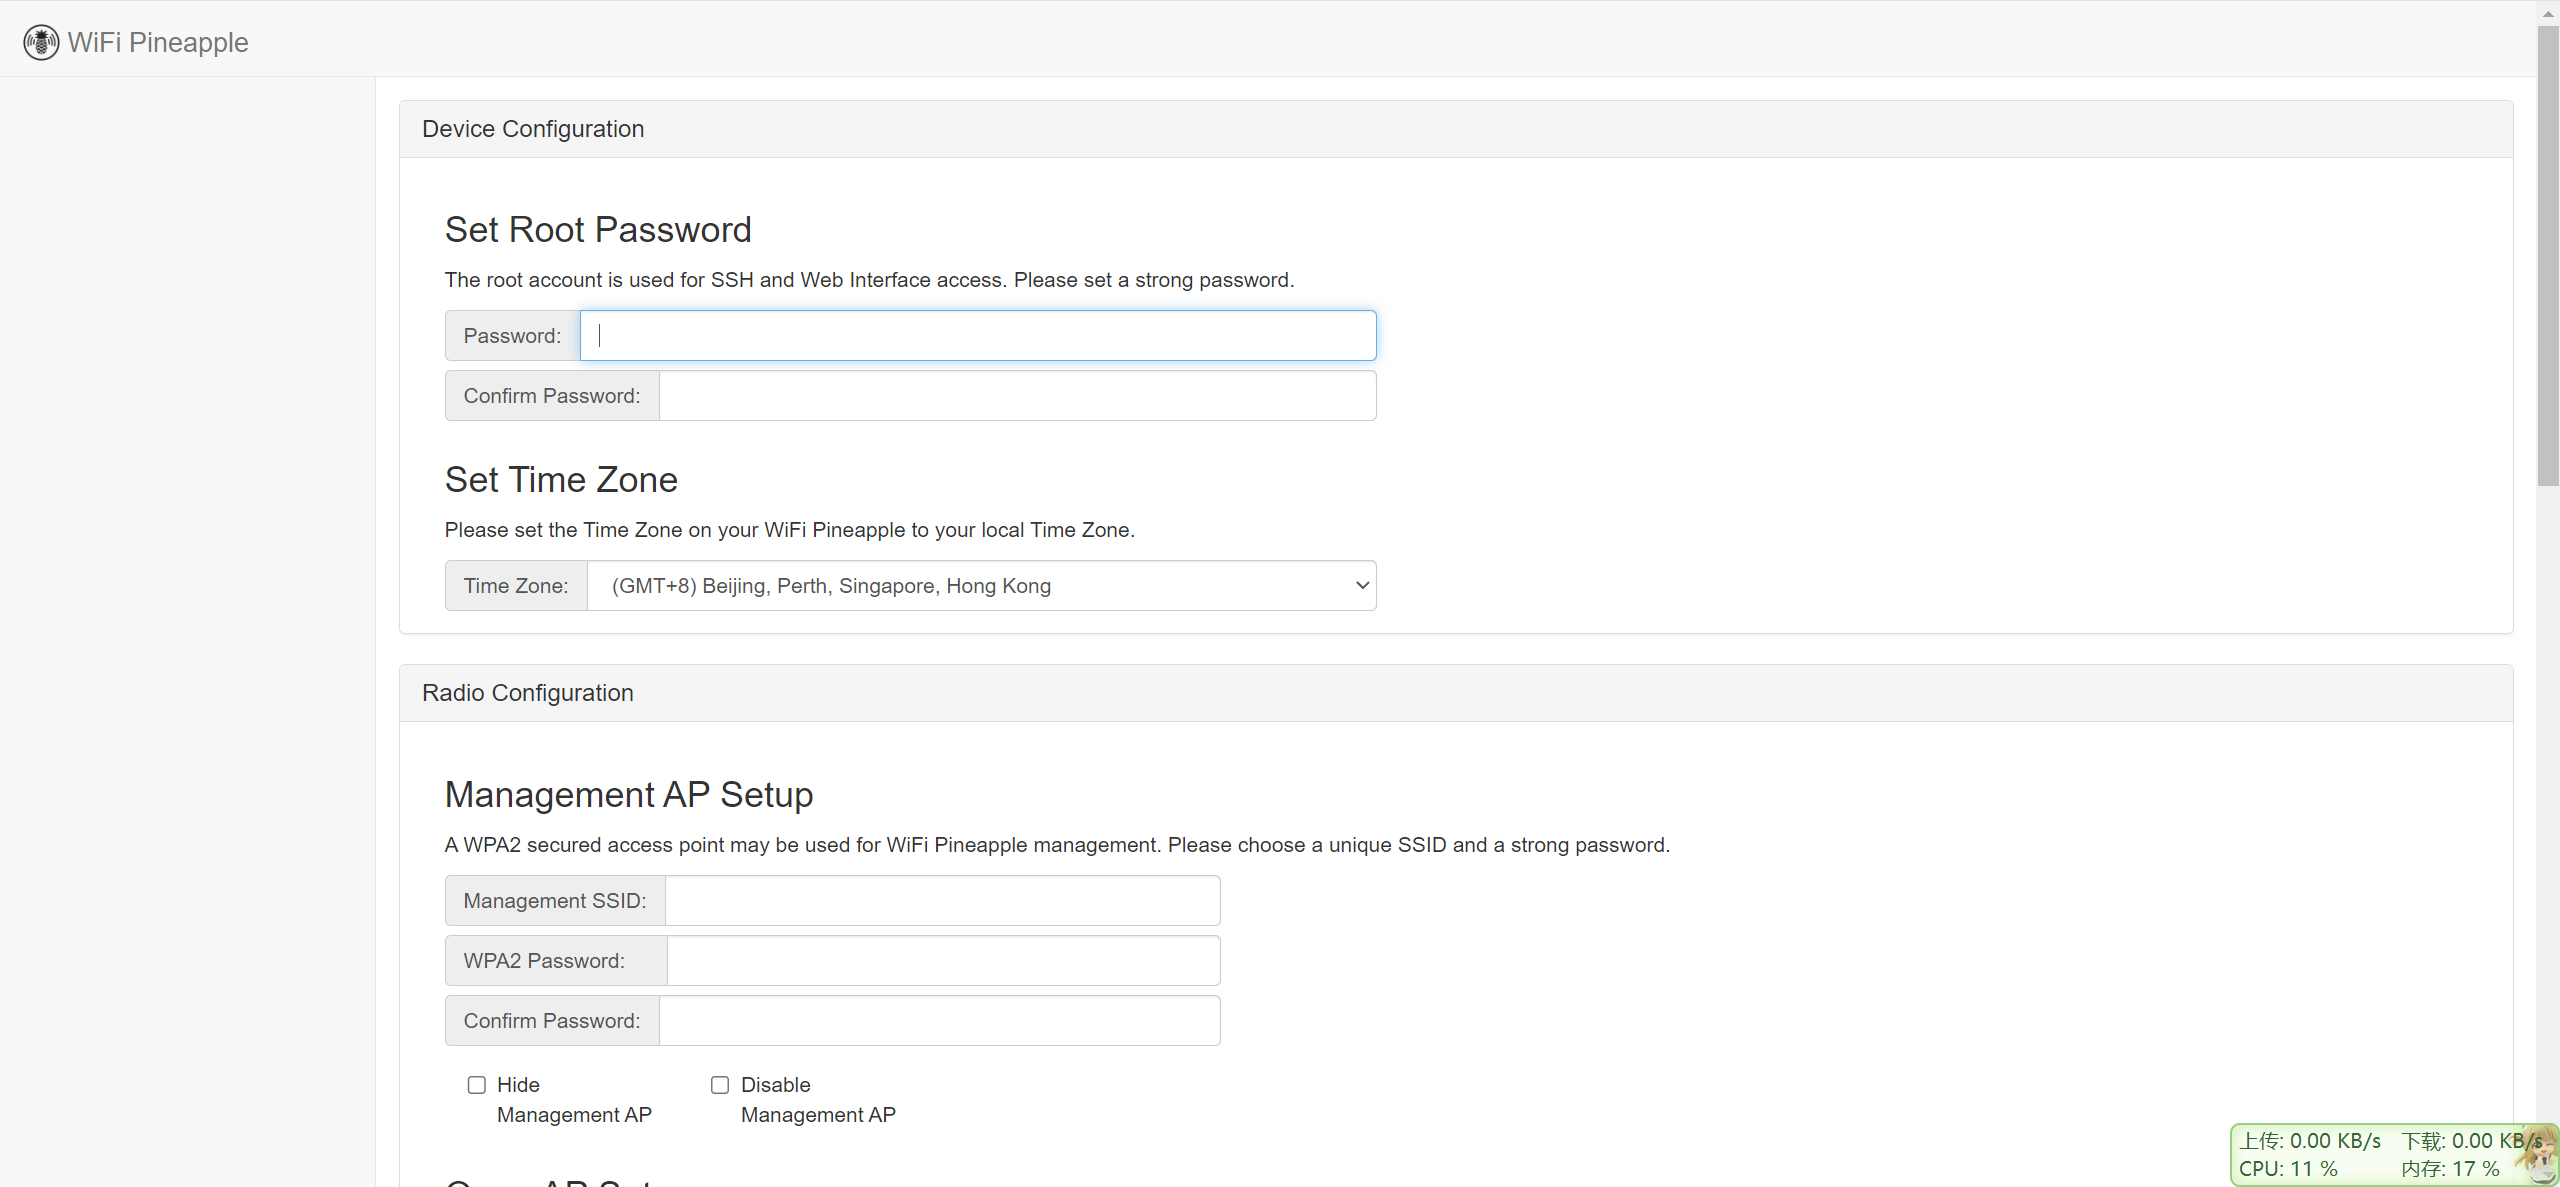 WiFi Pineapple
Device Configuration
Set Root Password
The root account is used for SSH and Web Interface access. Please set a strong password.
Password:
Confirm Password:
Set Time Zone
Please set the Time Zone on your WiFi Pineapple to your local Time Zone.
Time Zone: (GMT+8) Beijing, Perth, Singapore, Hong Kong
Radio Configuration
Management AP Setup
A WPA2 secured access point may be used for WiFi Pineapple management. Please choose a unique SSID and a strong password.
Management SSID:
WPA2 Password:
Confirm Password:
Hide Management AP
Disable Management AP
上传: 0.00 KB/s 下载: 0.00 KB/s
CPU: 11 % 内存: 17 %